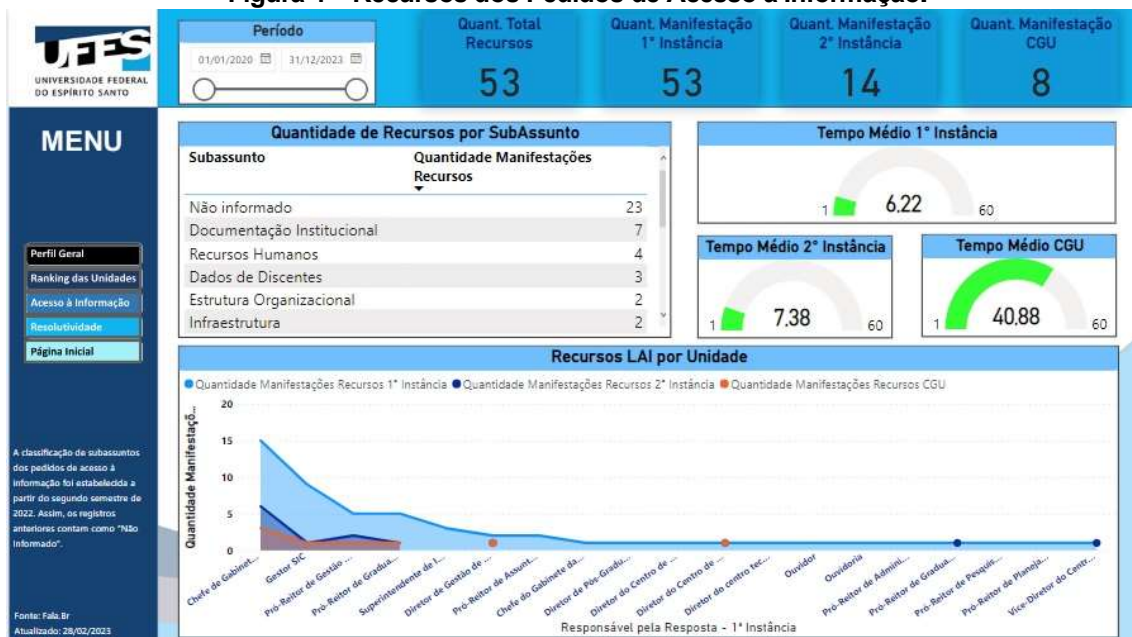 Figura 4 - Recursos dos Pedidos de Acesso à Informação.
UFES
UNIVERSIDADE FEDERAL
DO ESPÍRITO SANTO
Período
01/01/2020 31/12/2023
Quant. Total
Recursos
53
Quant. Manifestação
1ª Instância
53
Quant. Manifestação
2ª Instância
14
Quant. Manifestação
CGU
8
MENU
Perfil Geral
Ranking das Unidades
Acesso à Informação
Resolutividade
Página Inicial
A classificação de subassuntos
dos pedidos de acesso à
informação foi estabelecida a
partir do segundo semestre de
2022. Assim, os registros
anteriores contam como "Não
Informado".
Fonte: Fala.Br
Atualizado: 28/02/2023
Quantidade de Recursos por SubAssunto
Subassunto Quantidade Manifestações
Recursos
Não informado 23
Documentação Institucional 7
Recursos Humanos 4
Dados de Discentes 3
Estrutura Organizacional 2
Infraestrutura 2
Tempo Médio 1ª Instância
1 6,22 60
Tempo Médio 2ª Instância
1 7,38 60
Tempo Médio CGU
1 40,88 60
Recursos LAI por Unidade
Quantidade Manifestações Recursos 1ª Instância Quantidade Manifestações Recursos 2ª Instância Quantidade Manifestações Recursos CGU
Quantidade Manifestaçõ...
20
15
10
5
0
Chefe de Gabinet...
Gestor SIC
Pró-Reitor de Gestão ...
Pró-Reitor de Gradua...
Superintendente de I...
Diretor de Gestão de ...
Pró-Reitor de Assunt...
Chefe do Gabinete da...
Diretor de Pós-Gradu...
Diretor do Centro de ...
Diretor do Centro de ...
Diretor do centro tec...
Ouvidor
Ouvidoria
Pró-Reitor de Admini...
Pró-Reitor de Gradua...
Pró-Reitor de Pesquis...
Pró-Reitor de Planeja...
Vice-Diretor do Centr...
Responsável pela Resposta - 1ª Instância